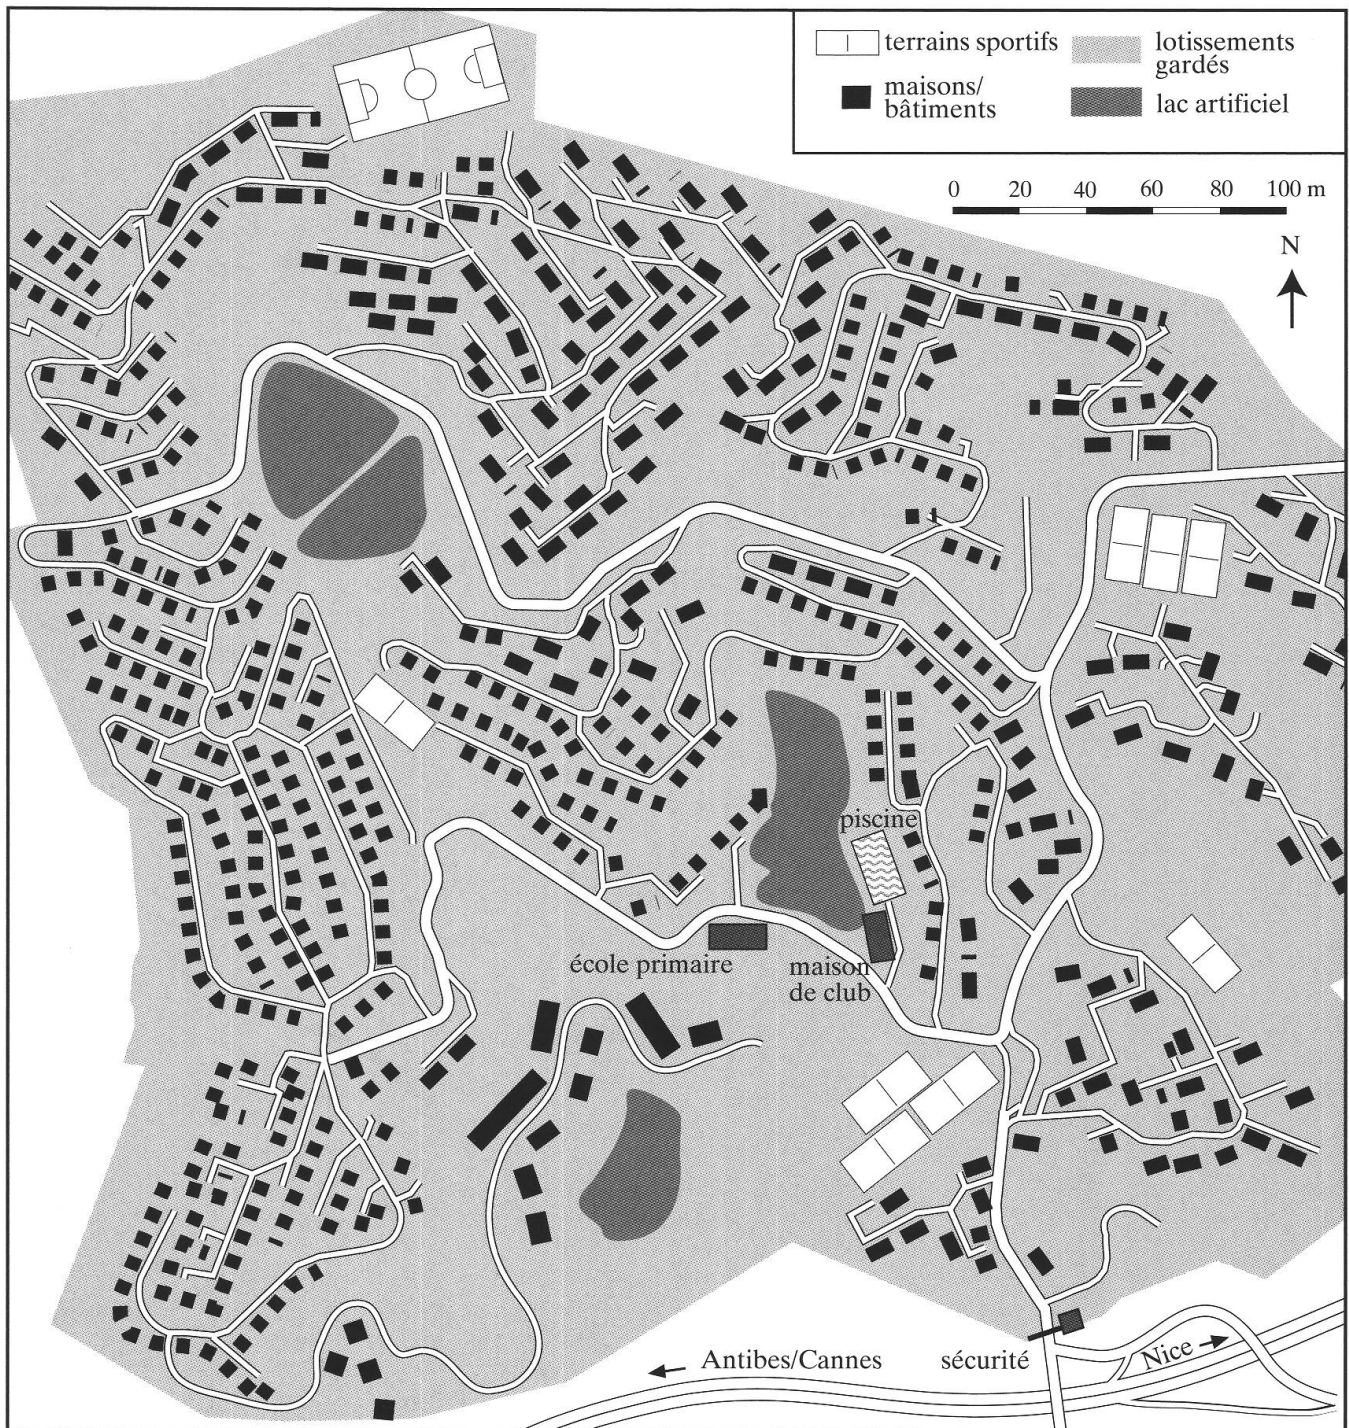 terrains sportifs
maisons/
bâtiments
lotissements
gardés
lac artificiel
0 20 40 60 80 100 m
N
piscine
école primaire
maison
de club
Antibes/Cannes
sécurité
Nice